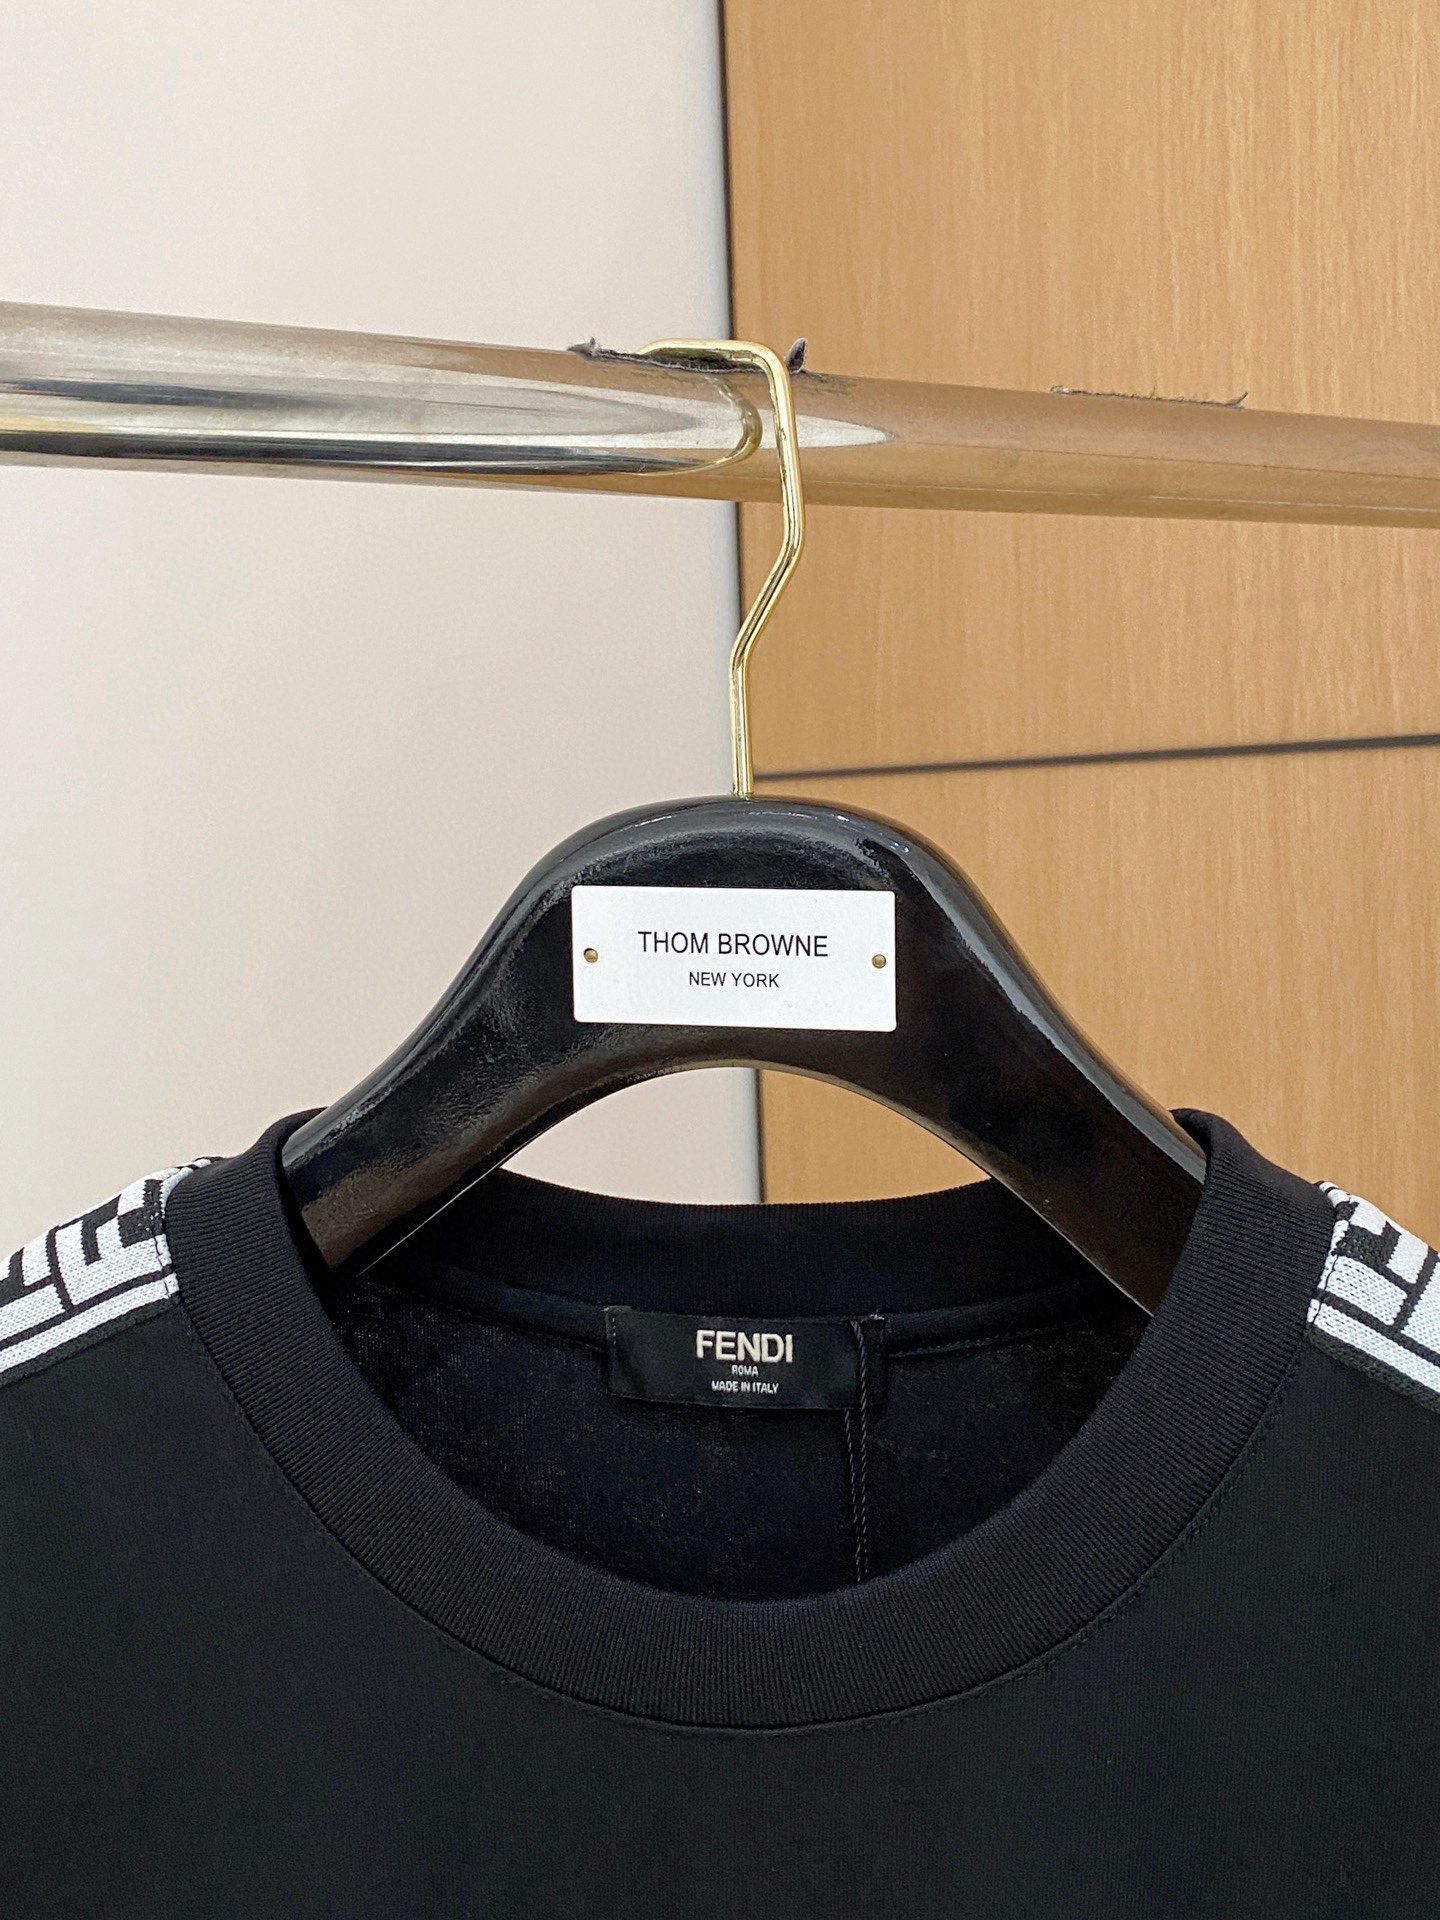 THOM BROWNE
NEW YORK
FENDI
ROMA
MADE IN ITALY